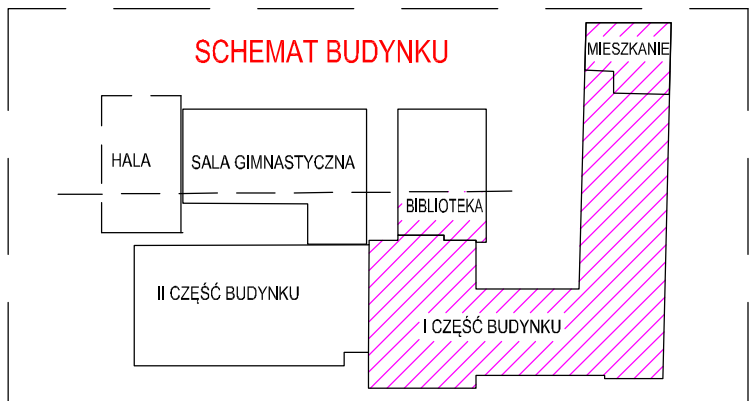 SCHEMAT BUDYNKU
MIESZKANIE
HALA
SALA GIMNASTYCZNA
BIBLIOTEKA
II CZĘŚĆ BUDYNKU
I CZĘŚĆ BUDYNKU